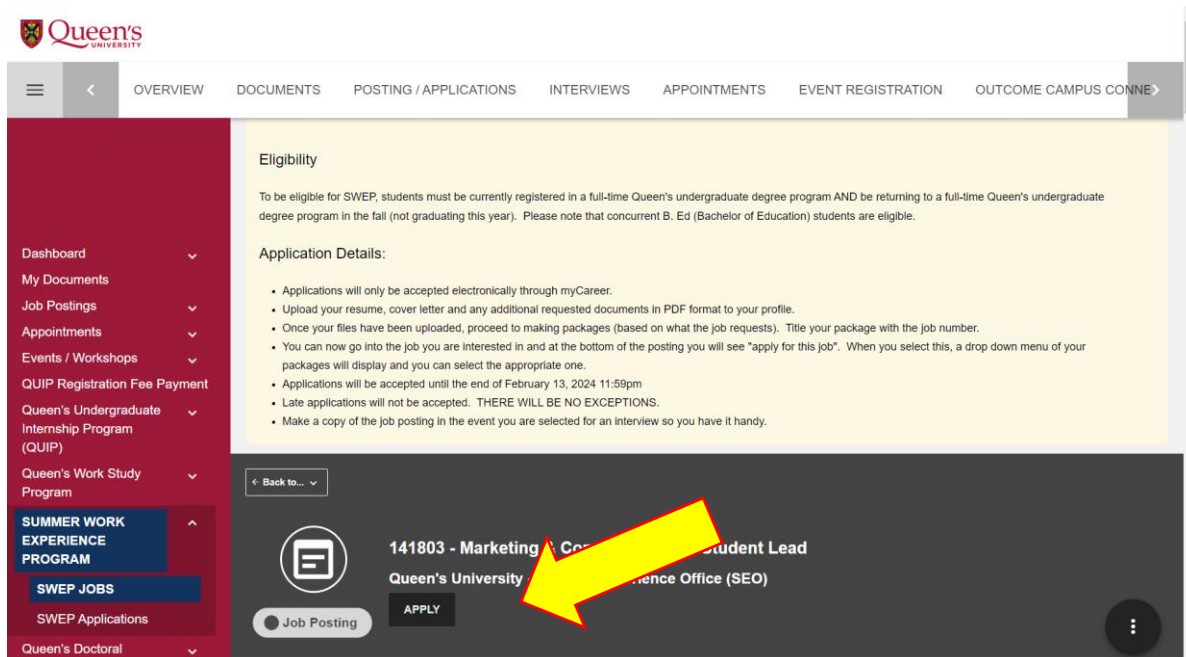 Queen's
UNIVERSITY
OVERVIEW DOCUMENTS POSTING / APPLICATIONS INTERVIEWS APPOINTMENTS EVENT REGISTRATION OUTCOME CAMPUS CONNE
Dashboard
My Documents
Job Postings
Appointments
Events / Workshops
QUIP Registration Fee Payment
Queen's Undergraduate
Internship Program
(QUIP)
Queen's Work Study
Program
SUMMER WORK
EXPERIENCE
PROGRAM
SWEP JOBS
SWEP Applications
Queen's Doctoral
Eligibility
To be eligible for SWEP, students must be currently registered in a full-time Queen's undergraduate degree program AND be returning to a full-time Queen's undergraduate
degree program in the fall (not graduating this year). Please note that concurrent B. Ed (Bachelor of Education) students are eligible.
Application Details:
• Applications will only be accepted electronically through myCareer.
• Upload your resume, cover letter and any additional requested documents in PDF format to your profile.
• Once your files have been uploaded, proceed to making packages (based on what the job requests). Title your package with the job number.
• You can now go into the job you are interested in and at the bottom of the posting you will see "apply for this job". When you select this, a drop down menu of your
packages will display and you can select the appropriate one.
• Applications will be accepted until the end of February 13, 2024 11:59pm
• Late applications will not be accepted. THERE WILL BE NO EXCEPTIONS.
• Make a copy of the job posting in the event you are selected for an interview so you have it handy.
← Back to...
141803 - Marketing & Student Lead
Queen's University Office (SEO)
APPLY
Job Posting